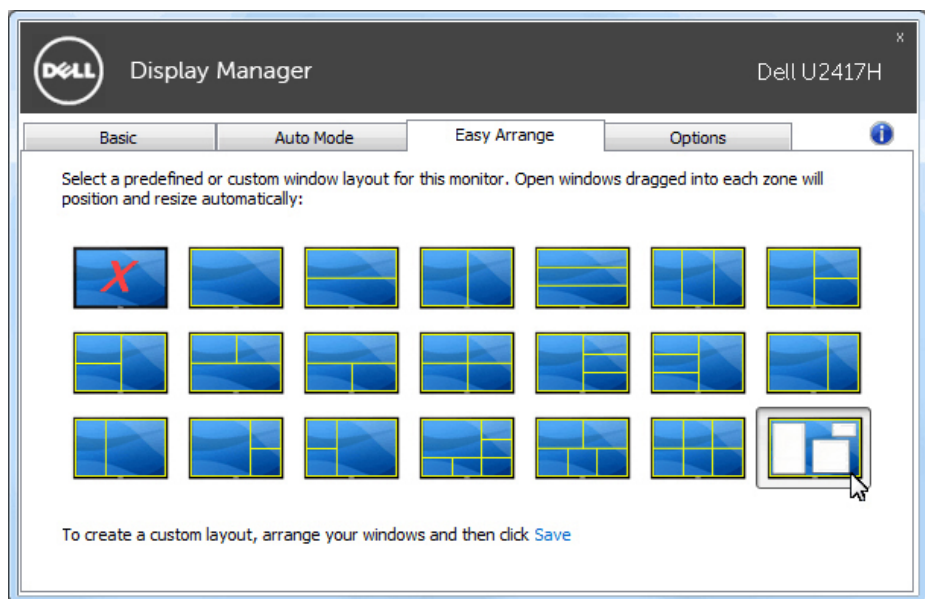 x
DELL
Display Manager
Dell U2417H
Basic
Auto Mode
Easy Arrange
Options
i
Select a predefined or custom window layout for this monitor. Open windows dragged into each zone will
position and resize automatically:
X
To create a custom layout, arrange your windows and then click Save